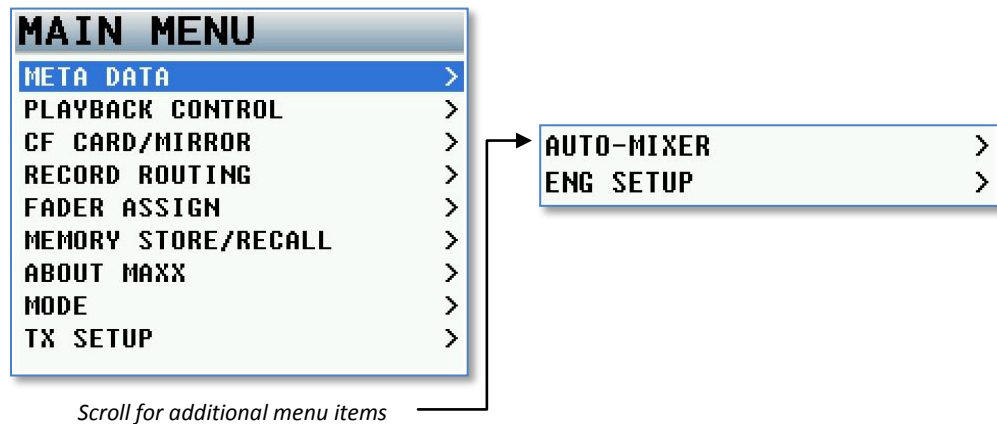 MAIN MENU
META DATA >
PLAYBACK CONTROL >
CF CARD/MIRROR >
RECORD ROUTING >
FADER ASSIGN >
MEMORY STORE/RECALL >
ABOUT MAXX >
MODE >
TX SETUP >
Scroll for additional menu items
AUTO-MIXER >
ENG SETUP >